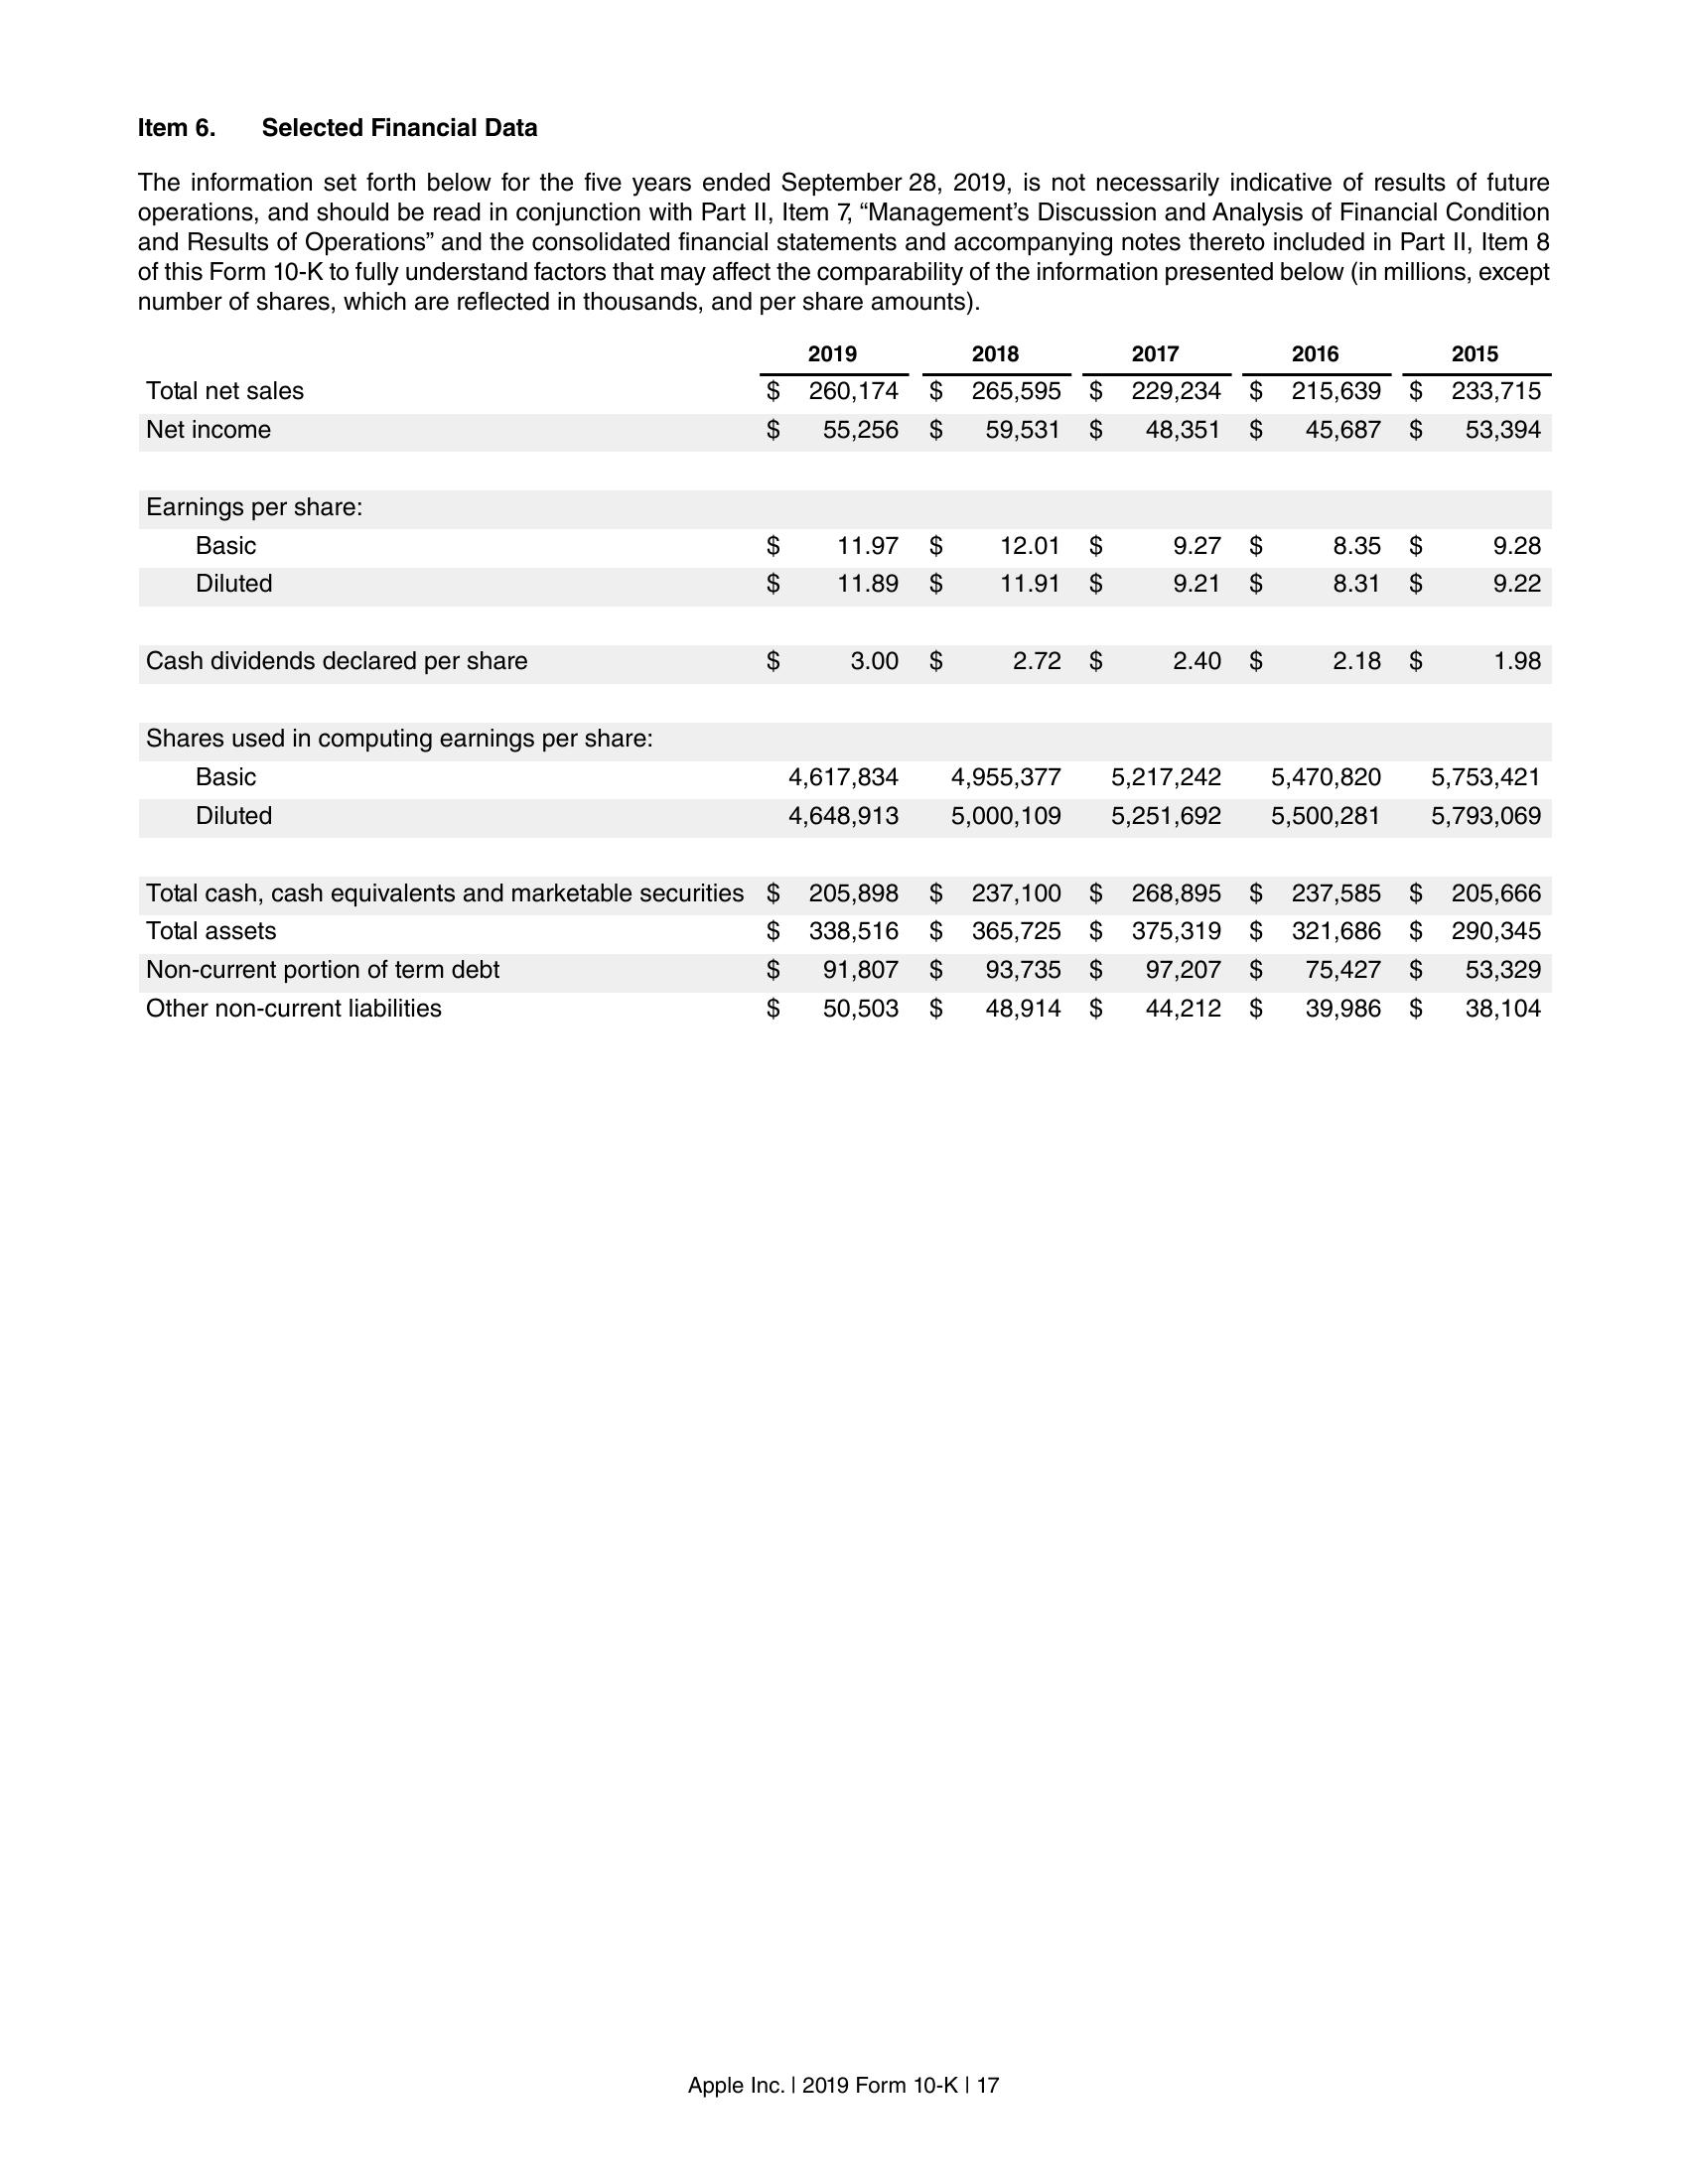 Item 6. Selected Financial Data
The information set forth below for the five years ended September 28, 2019, is not necessarily indicative of results of future
operations, and should be read in conjunction with Part II, Item 7, “Management’s Discussion and Analysis of Financial Condition
and Results of Operations” and the consolidated financial statements and accompanying notes thereto included in Part II, Item 8
of this Form 10-K to fully understand factors that may affect the comparability of the information presented below (in millions, except
number of shares, which are reflected in thousands, and per share amounts).
2019 2018 2017 2016 2015
Total net sales $ 260,174 $ 265,595 $ 229,234 $ 215,639 $ 233,715
Net income $ 55,256 $ 59,531 $ 48,351 $ 45,687 $ 53,394
Earnings per share:
Basic $ 11.97 $ 12.01 $ 9.27 $ 8.35 $ 9.28
Diluted $ 11.89 $ 11.91 $ 9.21 $ 8.31 $ 9.22
Cash dividends declared per share $ 3.00 $ 2.72 $ 2.40 $ 2.18 $ 1.98
Shares used in computing earnings per share:
Basic 4,617,834 4,955,377 5,217,242 5,470,820 5,753,421
Diluted 4,648,913 5,000,109 5,251,692 5,500,281 5,793,069
Total cash, cash equivalents and marketable securities $ 205,898 $ 237,100 $ 268,895 $ 237,585 $ 205,666
Total assets $ 338,516 $ 365,725 $ 375,319 $ 321,686 $ 290,345
Non-current portion of term debt $ 91,807 $ 93,735 $ 97,207 $ 75,427 $ 53,329
Other non-current liabilities $ 50,503 $ 48,914 $ 44,212 $ 39,986 $ 38,104
Apple Inc. | 2019 Form 10-K | 17